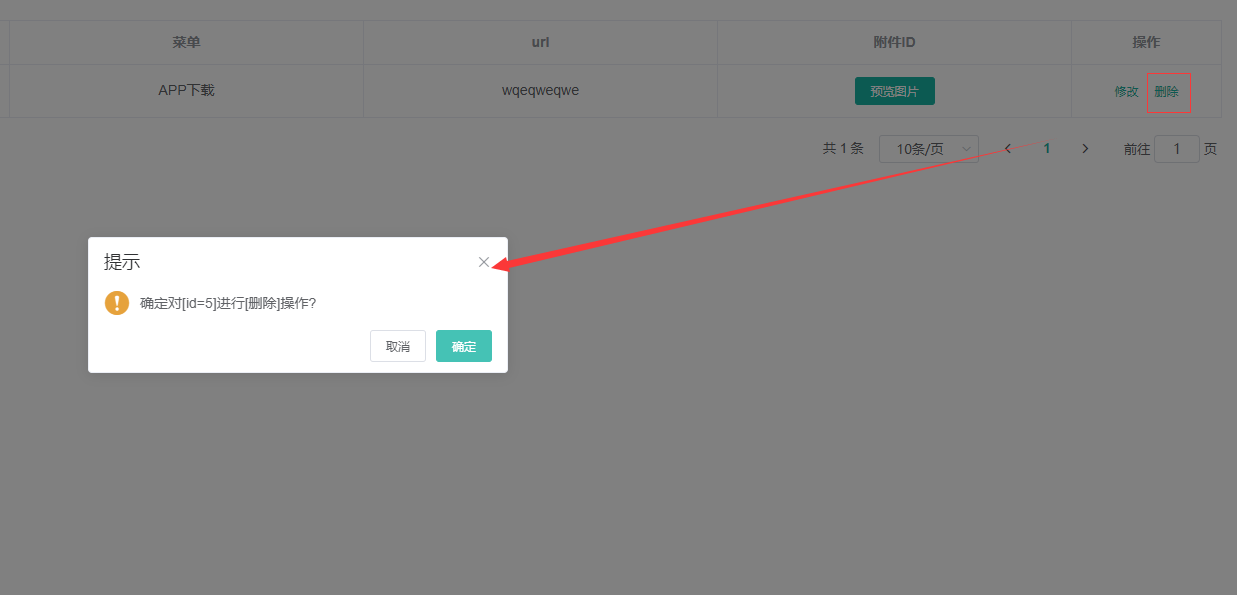 菜单 url 附件ID 操作
APP下载 wqeqweqwe 预览图片 修改 删除
共 1 条 10条/页 1 前往 1 页
提示
确定对[id=5]进行[删除]操作?
取消 确定